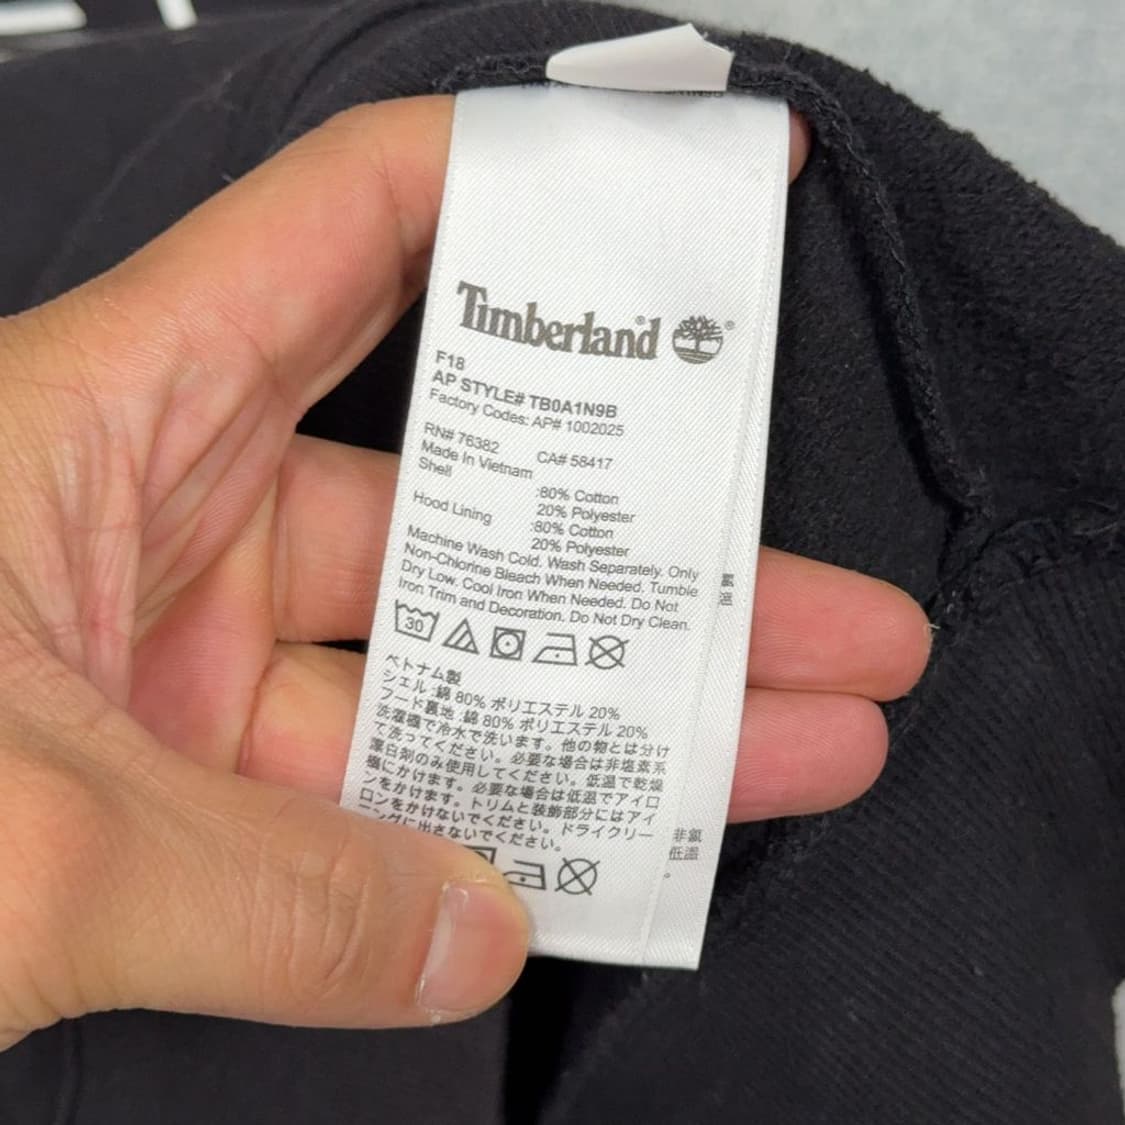 Timberland®
F18
AP STYLE# TB0A1N9B
Factory Codes: AP# 1002025
RN# 76382 CA# 58417
Made In Vietnam
Shell :80% Cotton
20% Polyester
Hood Lining :80% Cotton
20% Polyester
Machine Wash Cold. Wash Separately. Only
Non-Chlorine Bleach When Needed. Tumble
Dry Low. Cool Iron When Needed. Do Not
Iron Trim and Decoration. Do Not Dry Clean.
30
ベトナム製
シェル :綿 80% ポリエステル 20%
フード裏地 :綿 80% ポリエステル 20%
洗濯機で冷水で洗います。他の物とは分け
て洗ってください。必要な場合は非塩素系
漂白剤のみ使用してください。低温で乾燥
機にかけます。必要な場合は低温でアイロ
ンをかけます。トリムと装飾部分にはアイ
ロンをかけないでください。ドライクリー
ニングに出さないでください。
非氯
低温
。